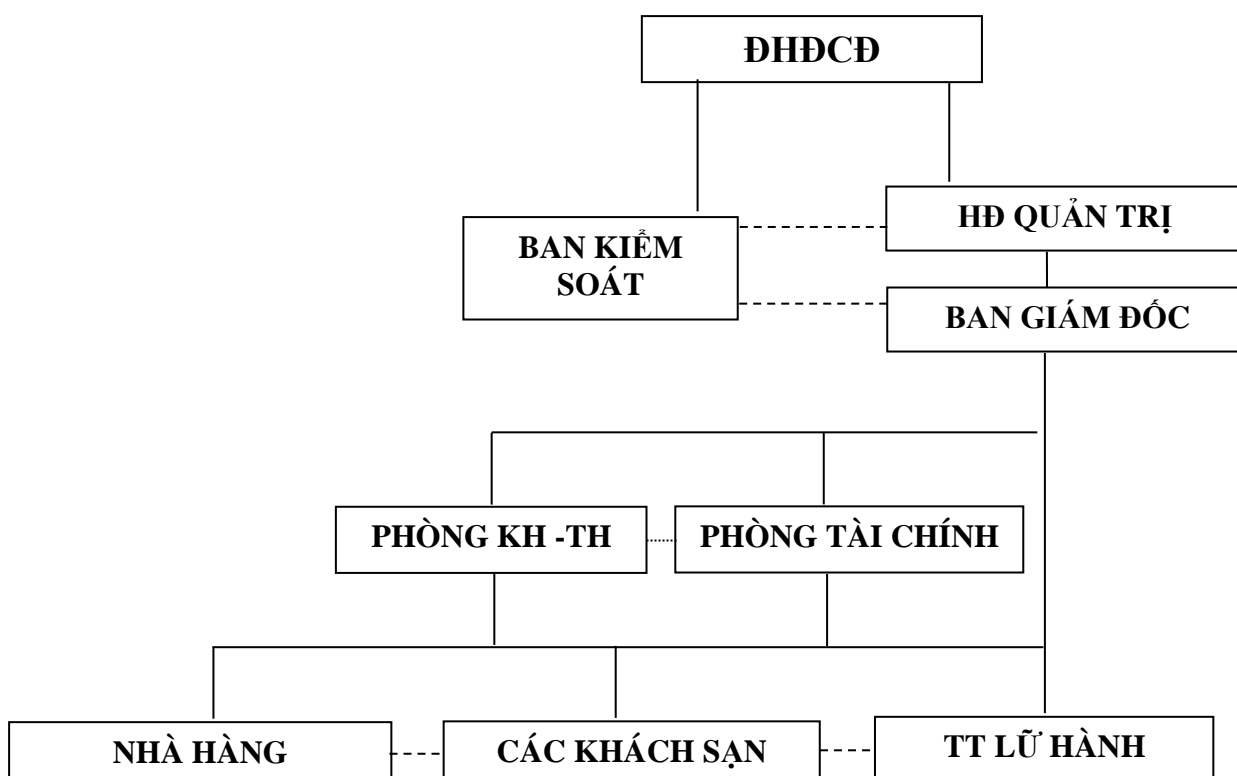 ĐHĐCĐ
HĐ QUẢN TRỊ
BAN KIỂM
SOÁT
BAN GIÁM ĐỐC
PHÒNG KH -TH
PHÒNG TÀI CHÍNH
NHÀ HÀNG
CÁC KHÁCH SẠN
TT LỮ HÀNH